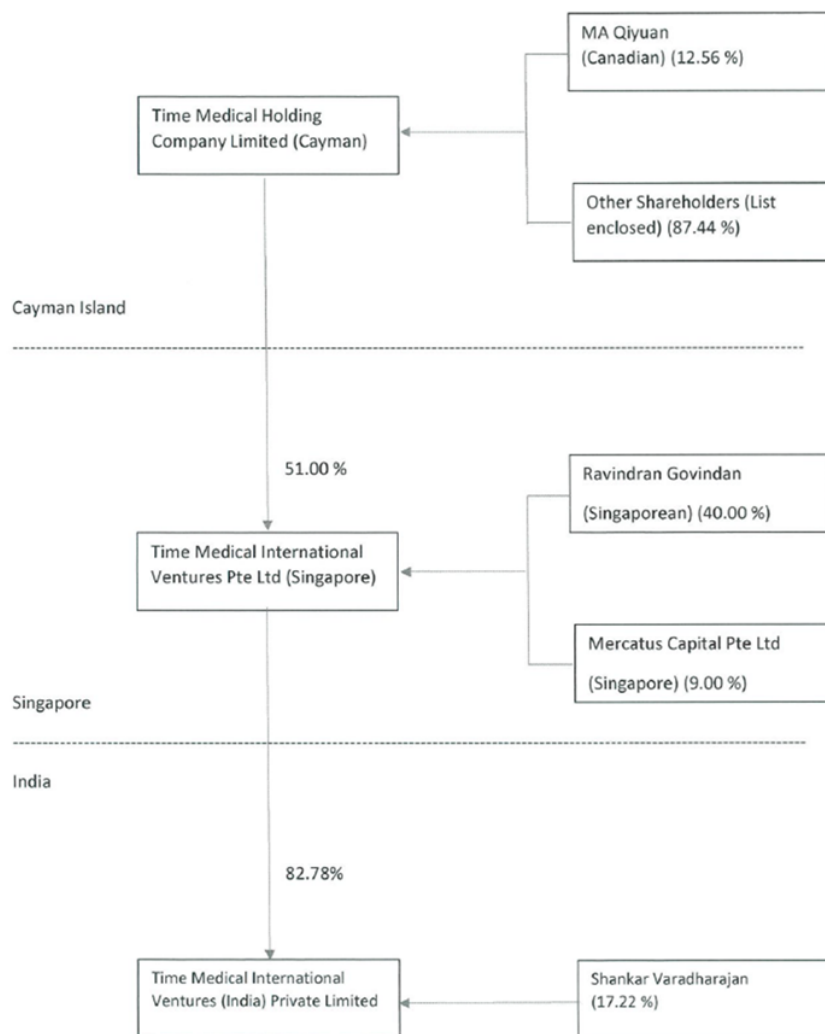 MA Qiyuan
(Canadian) (12.56 %)
Time Medical Holding
Company Limited (Cayman)
Other Shareholders (List
enclosed) (87.44 %)
Cayman Island
51.00 %
Ravindran Govindan
(Singaporean) (40.00 %)
Time Medical International
Ventures Pte Ltd (Singapore)
Mercatus Capital Pte Ltd
(Singapore) (9.00 %)
Singapore
India
82.78%
Time Medical International
Ventures (India) Private Limited
Shankar Varadharajan
(17.22 %)